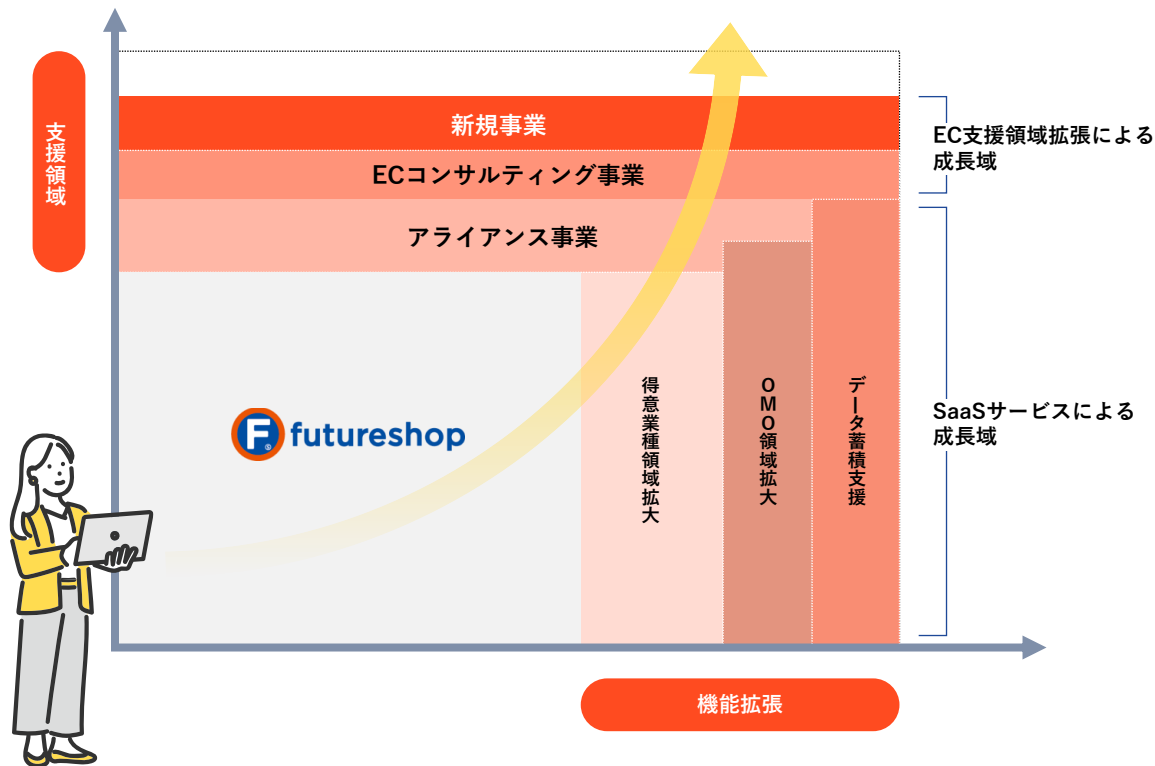 支援領域
新規事業
ECコンサルティング事業
アライアンス事業
futureshop
得意業種領域拡大
OMO領域拡大
データ蓄積支援
EC支援領域拡張による
成長域
SaaSサービスによる
成長域
機能拡張